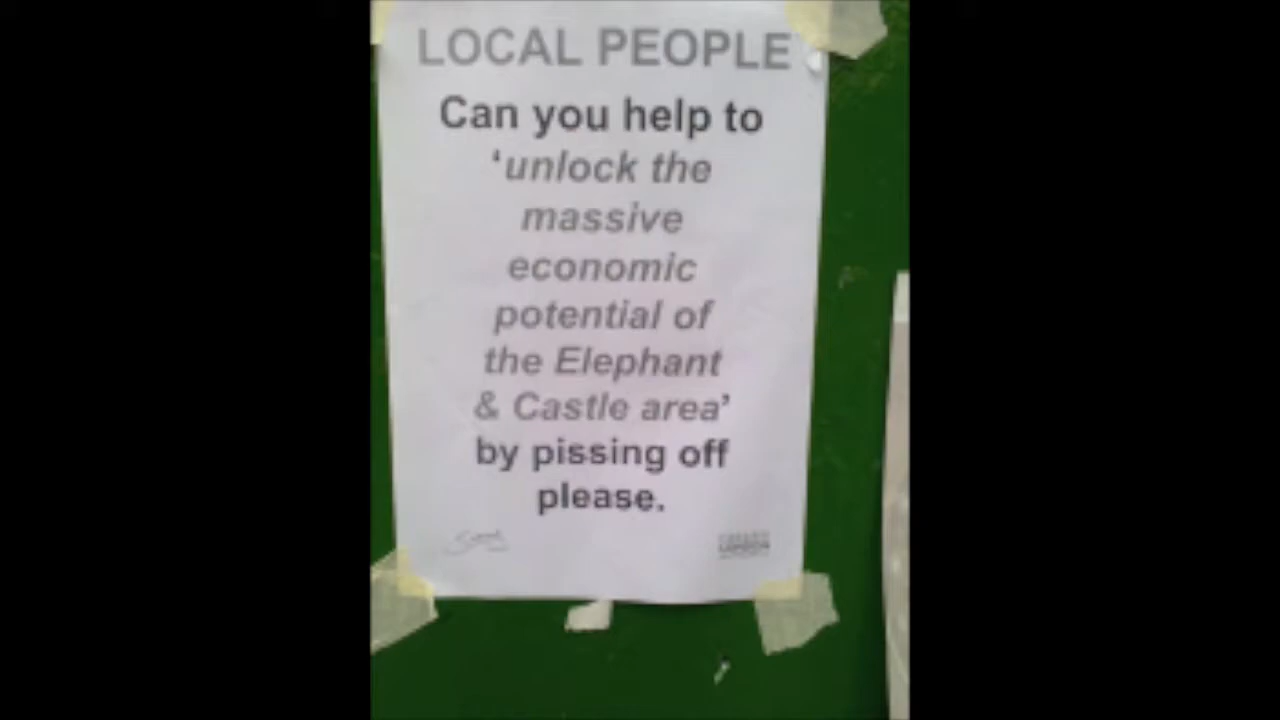 LOCAL PEOPLE
Can you help to
‘unlock the
massive
economic
potential of
the Elephant
& Castle area’
by pissing off
please.
LONDON